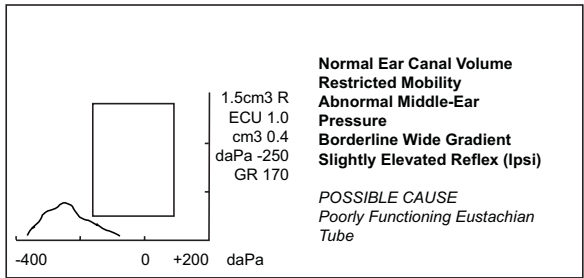 1.5cm3 R
ECU 1.0
cm3 0.4
daPa -250
GR 170
-400 0 +200 daPa
Normal Ear Canal Volume
Restricted Mobility
Abnormal Middle-Ear
Pressure
Borderline Wide Gradient
Slightly Elevated Reflex (Ipsi)
POSSIBLE CAUSE
Poorly Functioning Eustachian
Tube